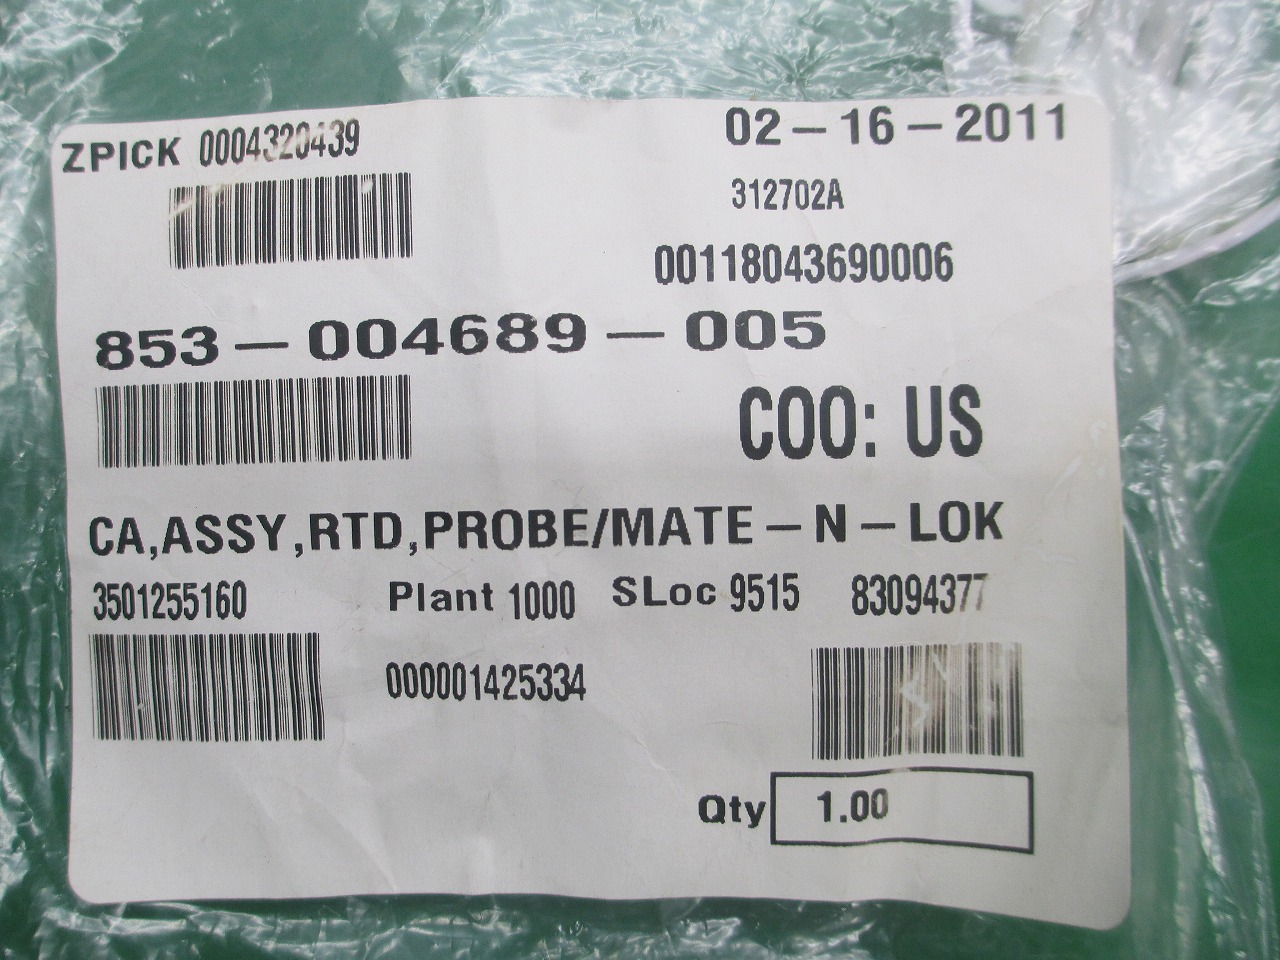 ZPICK 0004320439
02-16-2011
312702A
00118043690006
853-004689-005
COO: US
CA,ASSY,RTD,PROBE/MATE-N-LOK
3501255160 Plant 1000 SLoc 9515 83094377
000001425334
Qty 1.00